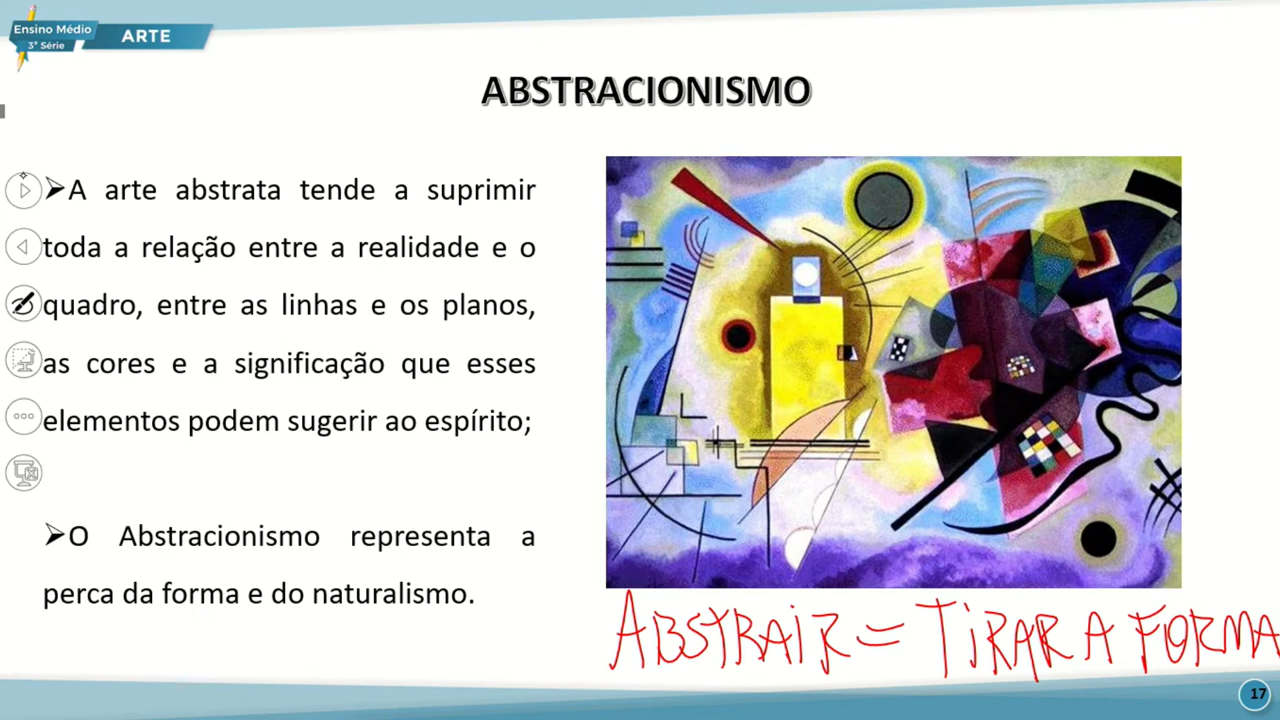 Ensino Médio
3ª Série
ARTE
ABSTRACIONISMO
➢A arte abstrata tende a suprimir
toda a relação entre a realidade e o
quadro, entre as linhas e os planos,
as cores e a significação que esses
elementos podem sugerir ao espírito;
➢O Abstracionismo representa a
perca da forma e do naturalismo.
ABSTRAIR = TIRAR A FORMA
17